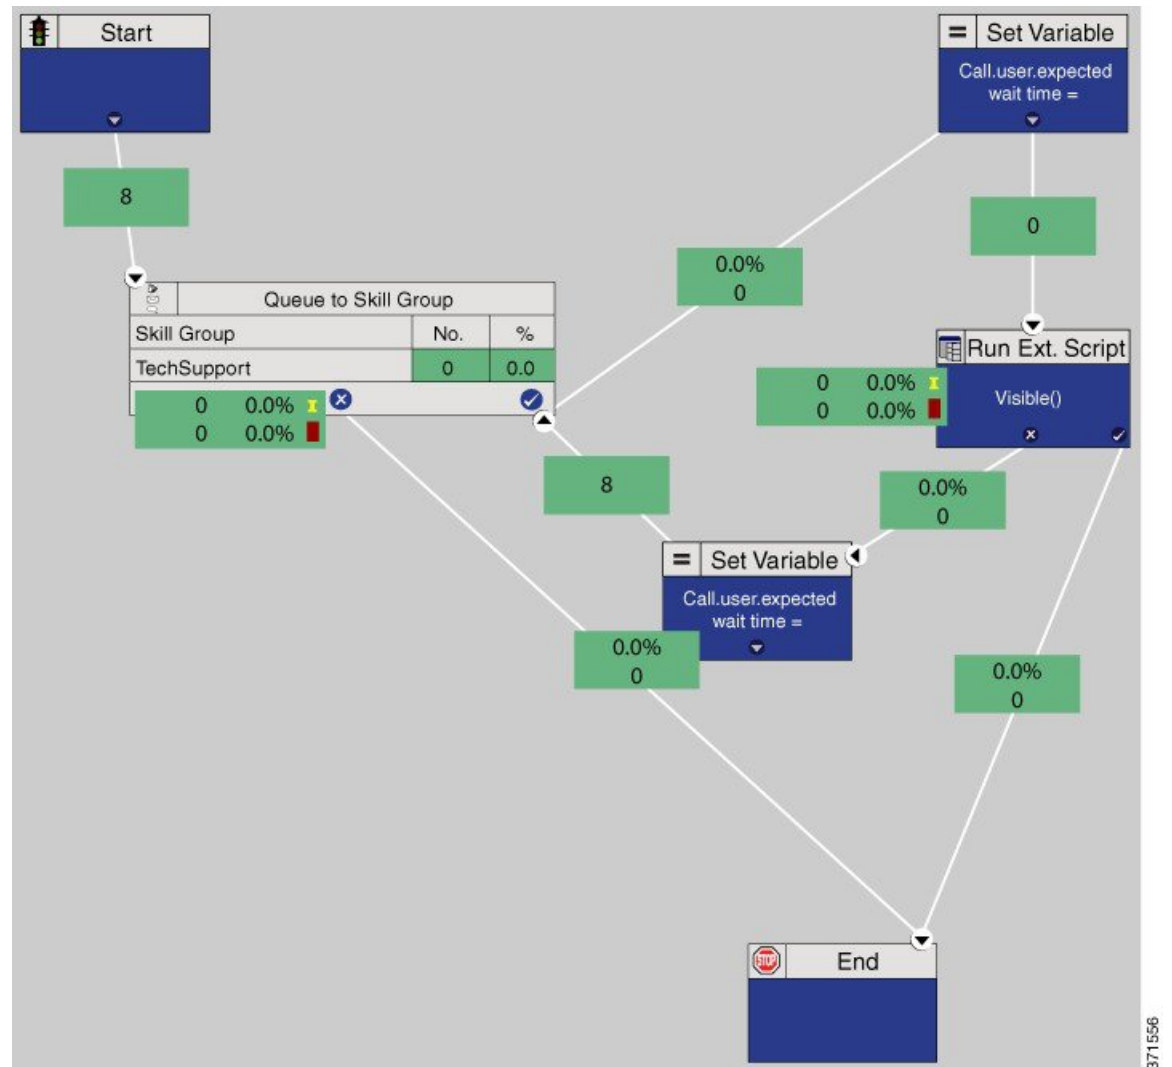 Start
= Set Variable
Call.user.expected
wait time =
8
0
0.0%
0
Queue to Skill Group
Skill Group No. %
TechSupport 0 0.0
0 0.0%
0 0.0%
Run Ext. Script
Visible()
0 0.0%
0 0.0%
8
0.0%
0
= Set Variable
Call.user.expected
wait time =
0.0%
0
0.0%
0
STOP
End
371556